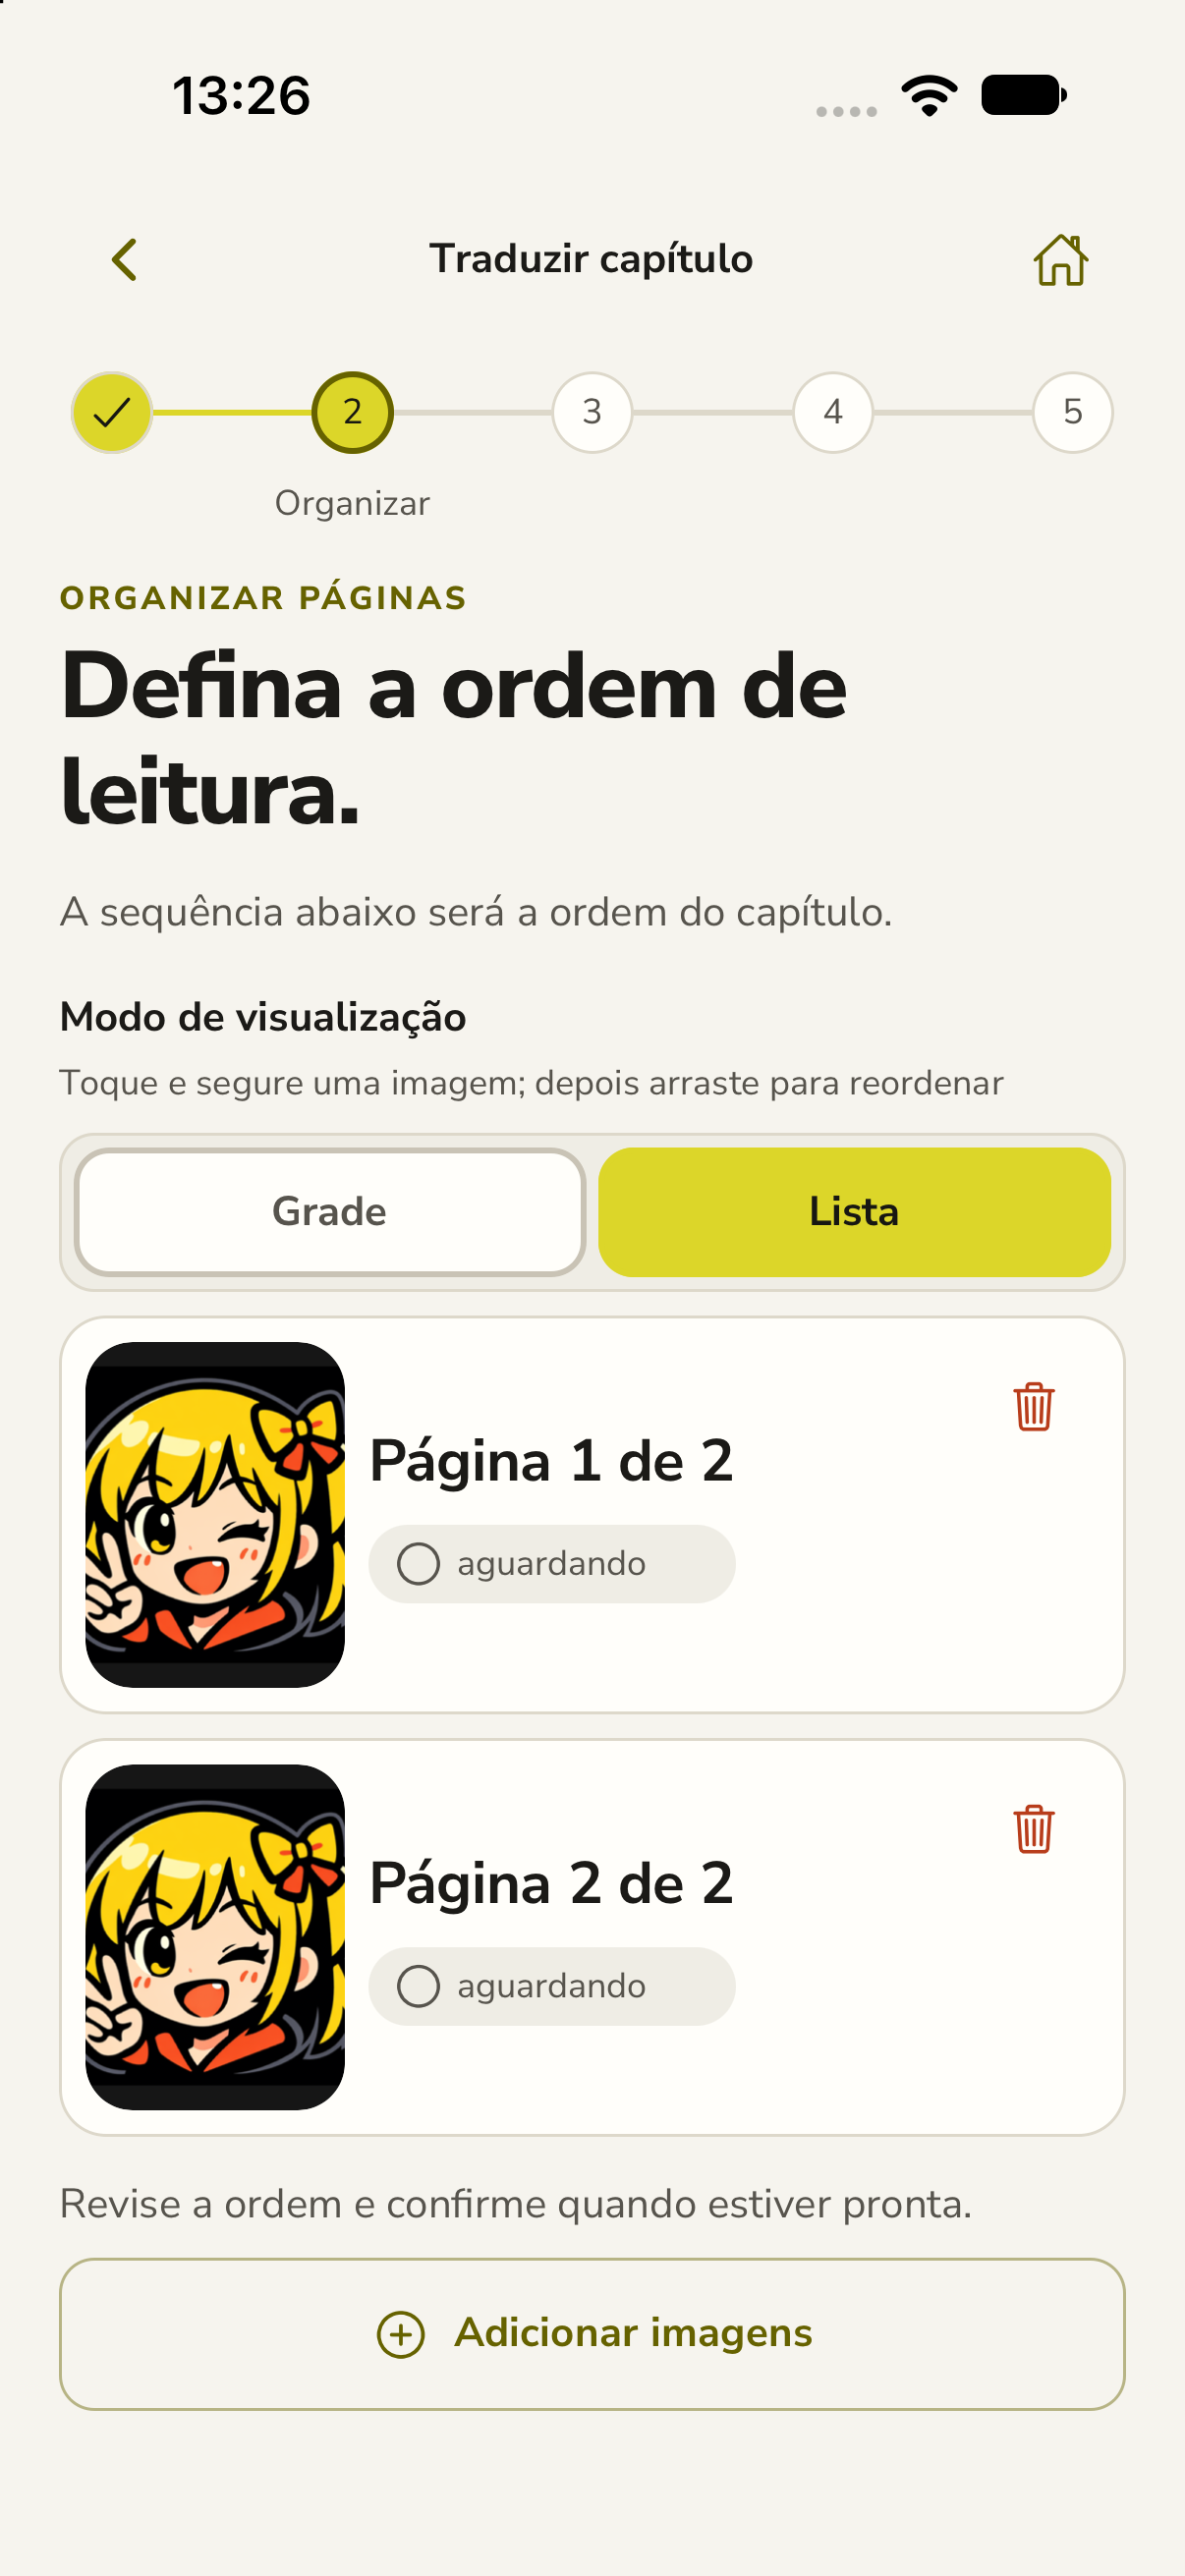 13:26
Traduzir capítulo
2
3
4
5
Organizar
ORGANIZAR PÁGINAS
Defina a ordem de
leitura.
A sequência abaixo será a ordem do capítulo.
Modo de visualização
Toque e segure uma imagem; depois arraste para reordenar
Grade
Lista
Página 1 de 2
aguardando
Página 2 de 2
aguardando
Revise a ordem e confirme quando estiver pronta.
Adicionar imagens